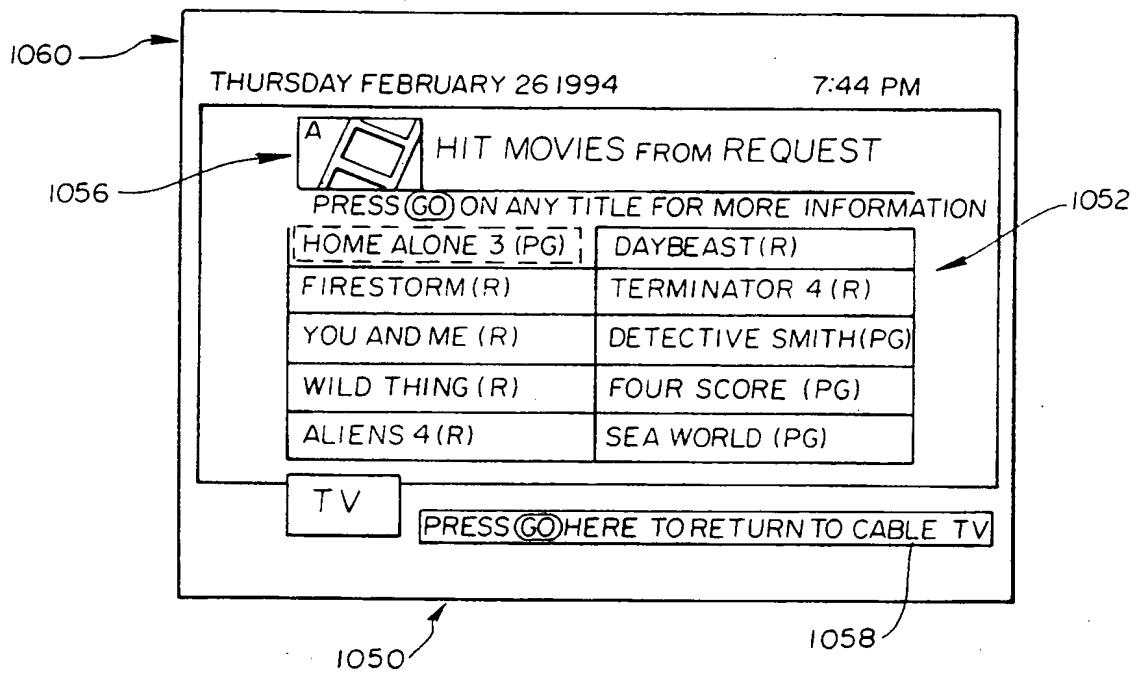 1060
THURSDAY FEBRUARY 26 1994 7:44 PM
A
HIT MOVIES FROM REQUEST
1056
1052
PRESS GO ON ANY TITLE FOR MORE INFORMATION
HOME ALONE 3 (PG) DAYBEAST(R)
FIRESTORM(R) TERMINATOR 4 (R)
YOU AND ME (R) DETECTIVE SMITH(PG)
WILD THING (R) FOUR SCORE (PG)
ALIENS 4(R) SEA WORLD (PG)
TV
PRESS GO HERE TO RETURN TO CABLE TV
1050
1058